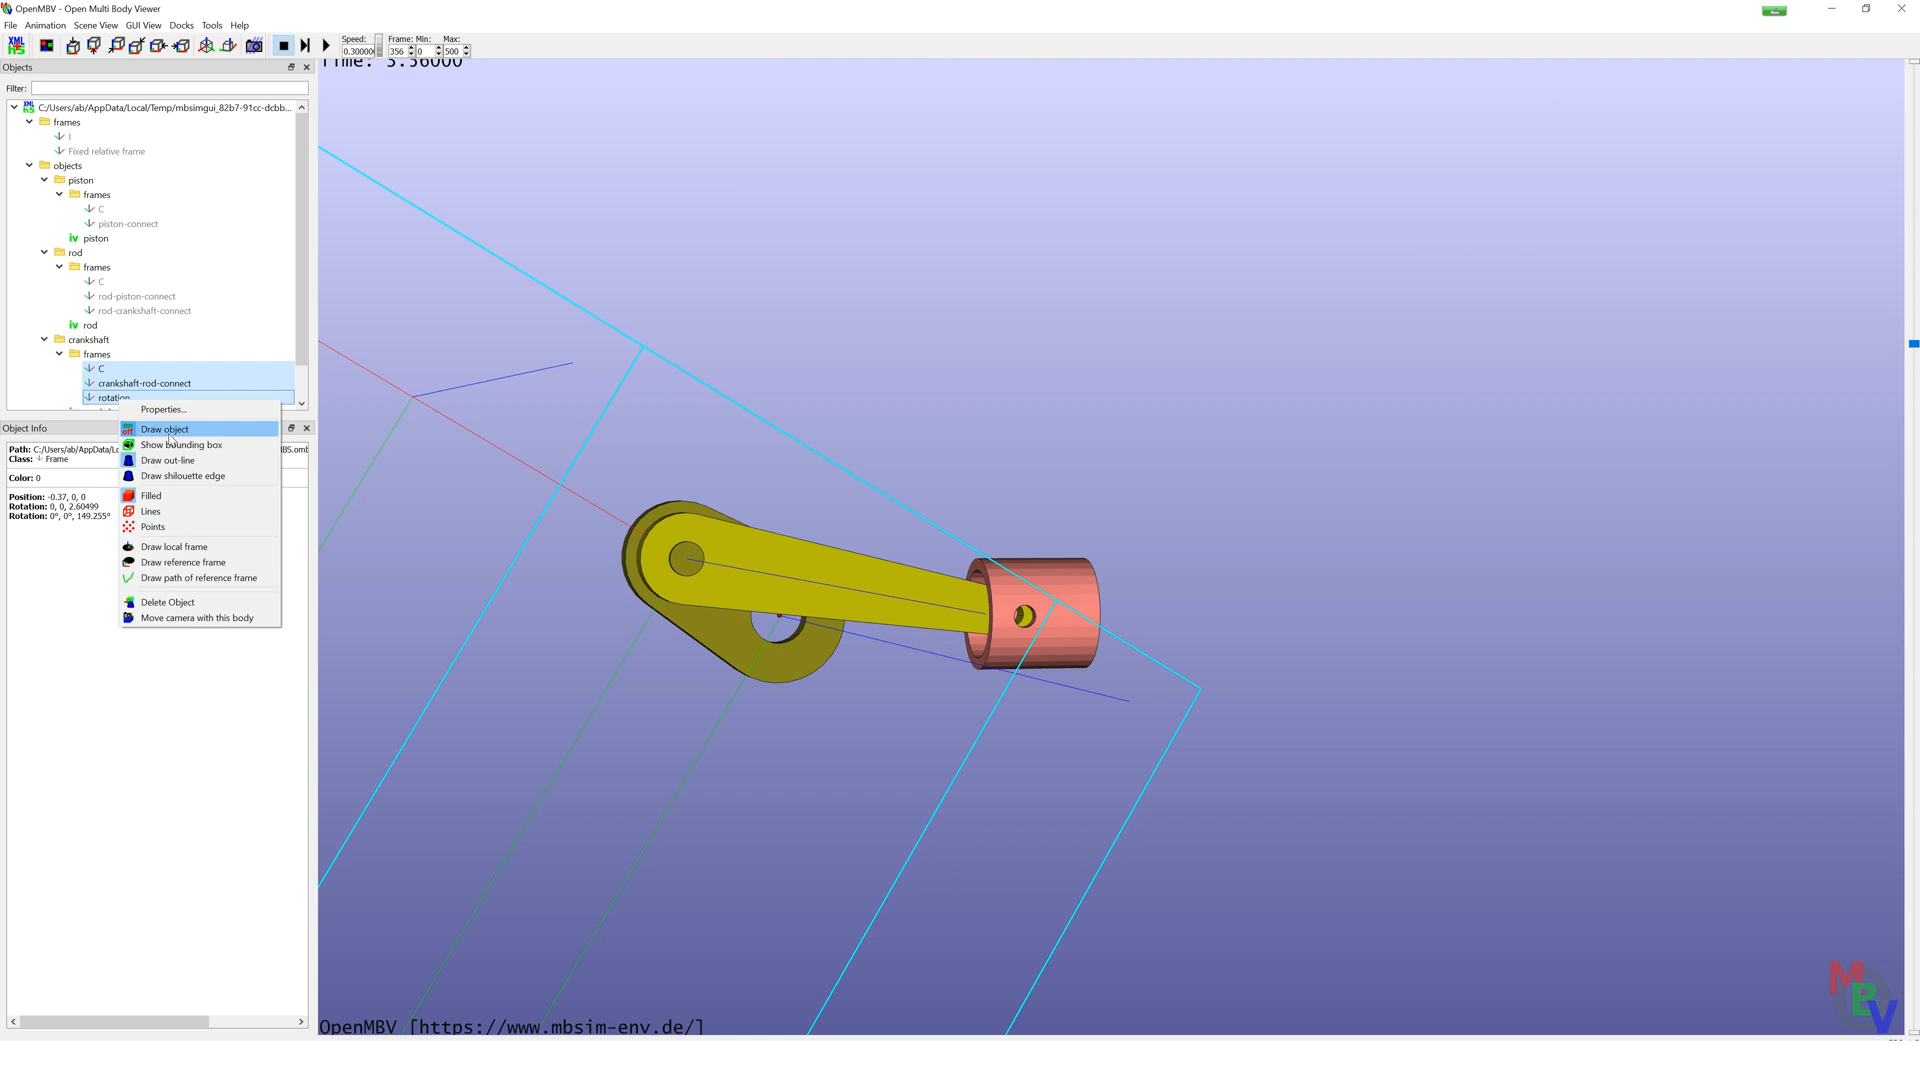 OpenMBV - Open Multi Body Viewer
File Animation Scene View GUI View Docks Tools Help
Speed: Frame: Min: Max:
0.30000 356 0 500
Objects
Filter:
C:/Users/ab/AppData/Local/Temp/mbsimgui_82b7-91cc-dcbb...
frames
I
Fixed relative frame
objects
piston
frames
C
piston-connect
piston
rod
frames
C
rod-piston-connect
rod-crankshaft-connect
rod
crankshaft
frames
C
crankshaft-rod-connect
rotation
Properties...
Draw object
Show bounding box
Draw out-line
Draw shilouette edge
Filled
Lines
Points
Draw local frame
Draw reference frame
Draw path of reference frame
Delete Object
Move camera with this body
Object Info
Path: C:/Users/ab/AppData/Lo
Class: Frame
Color: 0
Position: -0.37, 0, 0
Rotation: 0, 0, 2.60499
Rotation: 0°, 0°, 149.255°
Time: 3.56000
OpenMBV [https://www.mbsim-env.de/]
MBV